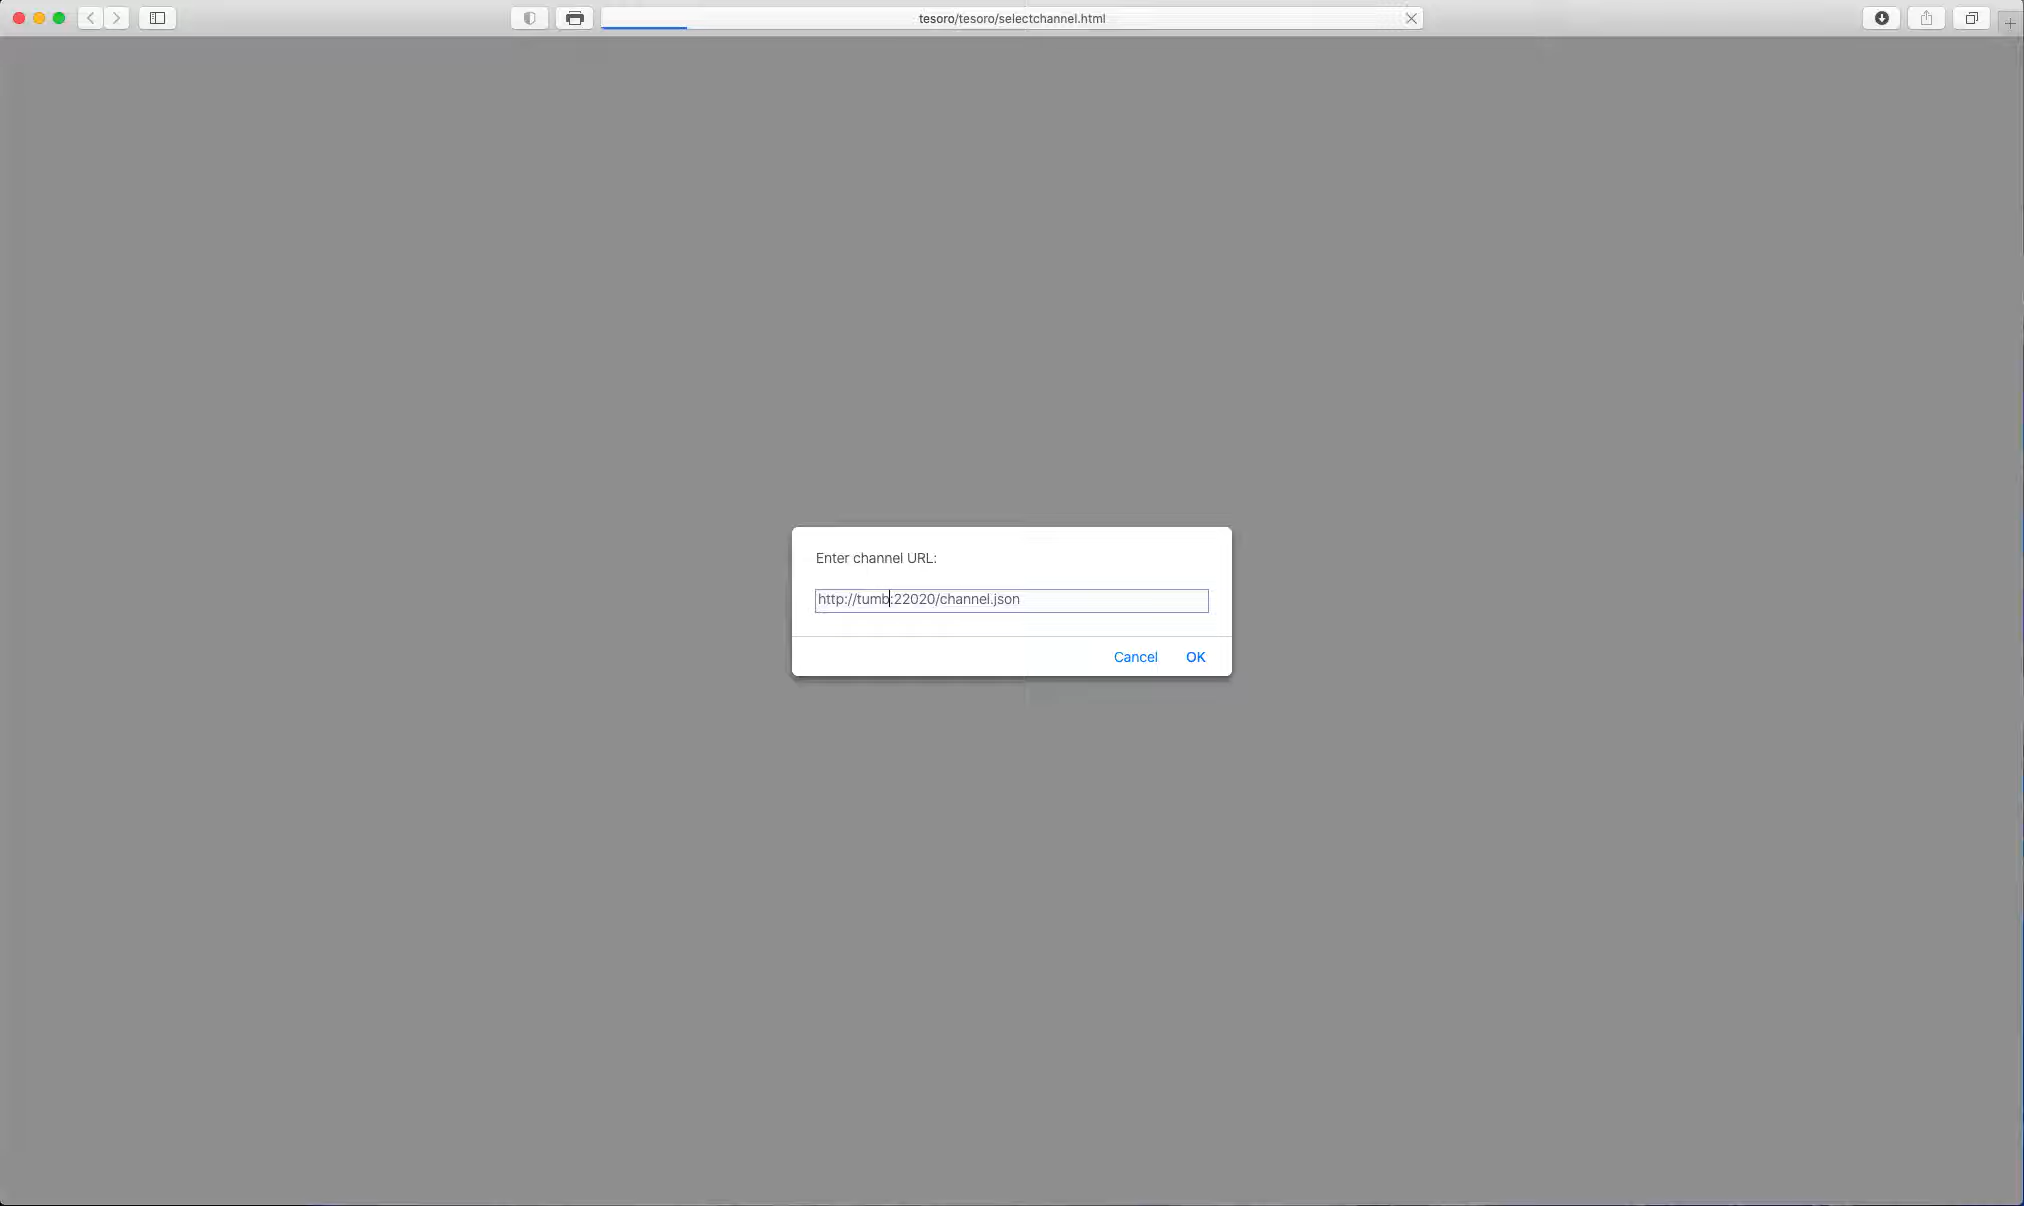 tesoro/tesoro/selectchannel.html
Enter channel URL:
http://tumb:22020/channel.json
Cancel OK